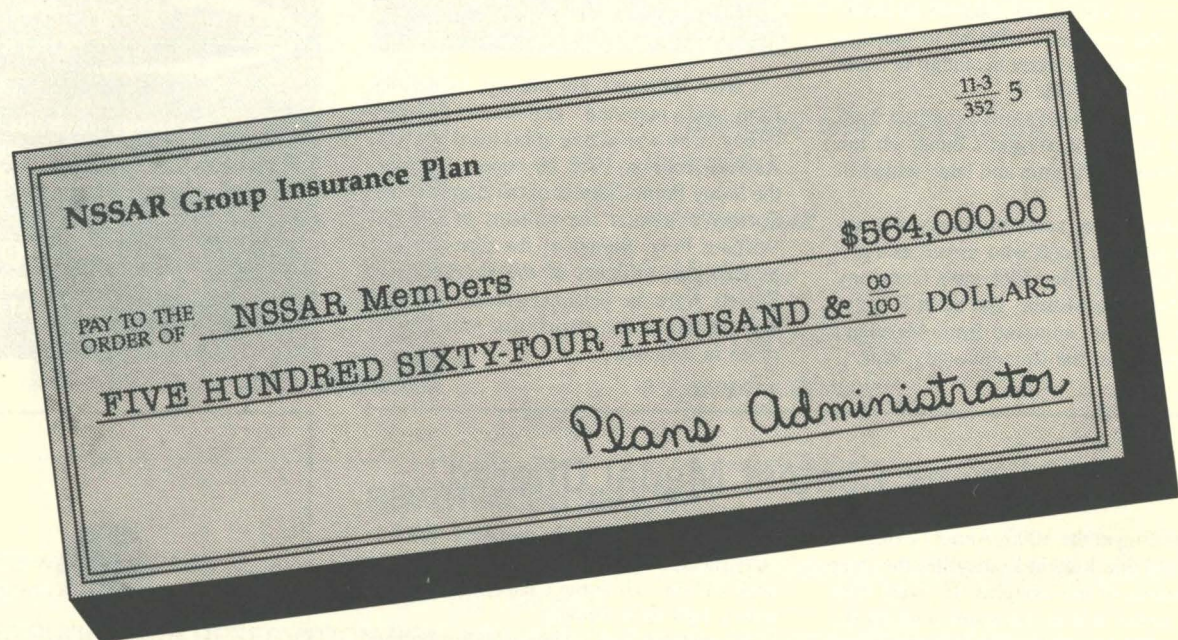 11-3
352 5
NSSAR Group Insurance Plan
$564,000.00
PAY TO THE
ORDER OF NSSAR Members
FIVE HUNDRED SIXTY-FOUR THOUSAND & 00/100 DOLLARS
Plans Administrator